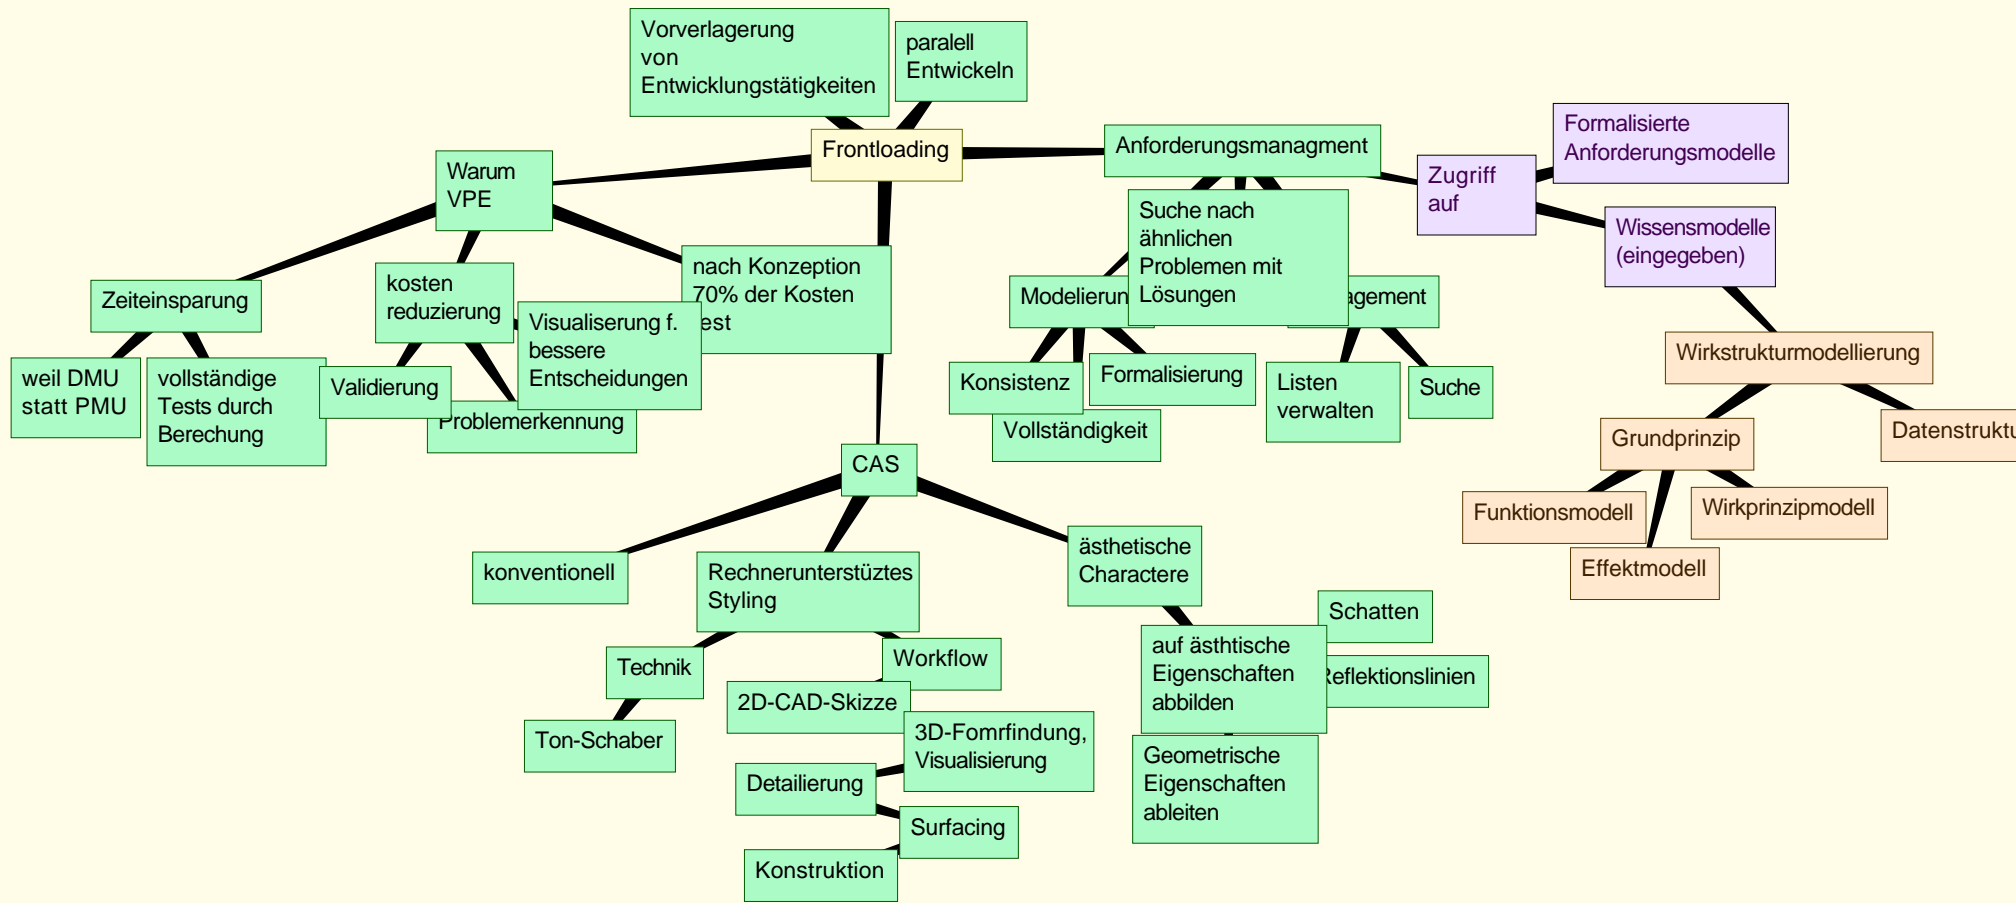 Vorverlagerung
von
Entwicklungstätigkeiten
paralell
Entwickeln
Frontloading
Anforderungsmanagment
Warum
VPE
Zugriff
auf
Formalisierte
Anforderungsmodelle
Wissensmodelle
(eingegeben)
Suche nach
ähnlichen
Problemen mit
Lösungen
Zeiteinsparung
kosten
reduzierung
nach Konzeption
70% der Kosten
est
Visualiserung f.
bessere
Entscheidungen
Modelierun
agement
Wirkstrukturmodellierung
weil DMU
statt PMU
vollständige
Tests durch
Berechung
Validierung
Problemerkennung
Konsistenz
Formalisierung
Vollständigkeit
Listen
verwalten
Suche
Grundprinzip
Datenstruktu
Funktionsmodell
Wirkprinzipmodell
Effektmodell
CAS
konventionell
Rechnerunterstüztes
Styling
ästhetische
Charactere
Schatten
auf ästhtische
Eigenschaften
abbilden
Reflektionslinien
Technik
Workflow
2D-CAD-Skizze
Ton-Schaber
3D-Fomrfindung,
Visualisierung
Geometrische
Eigenschaften
ableiten
Detailierung
Surfacing
Konstruktion